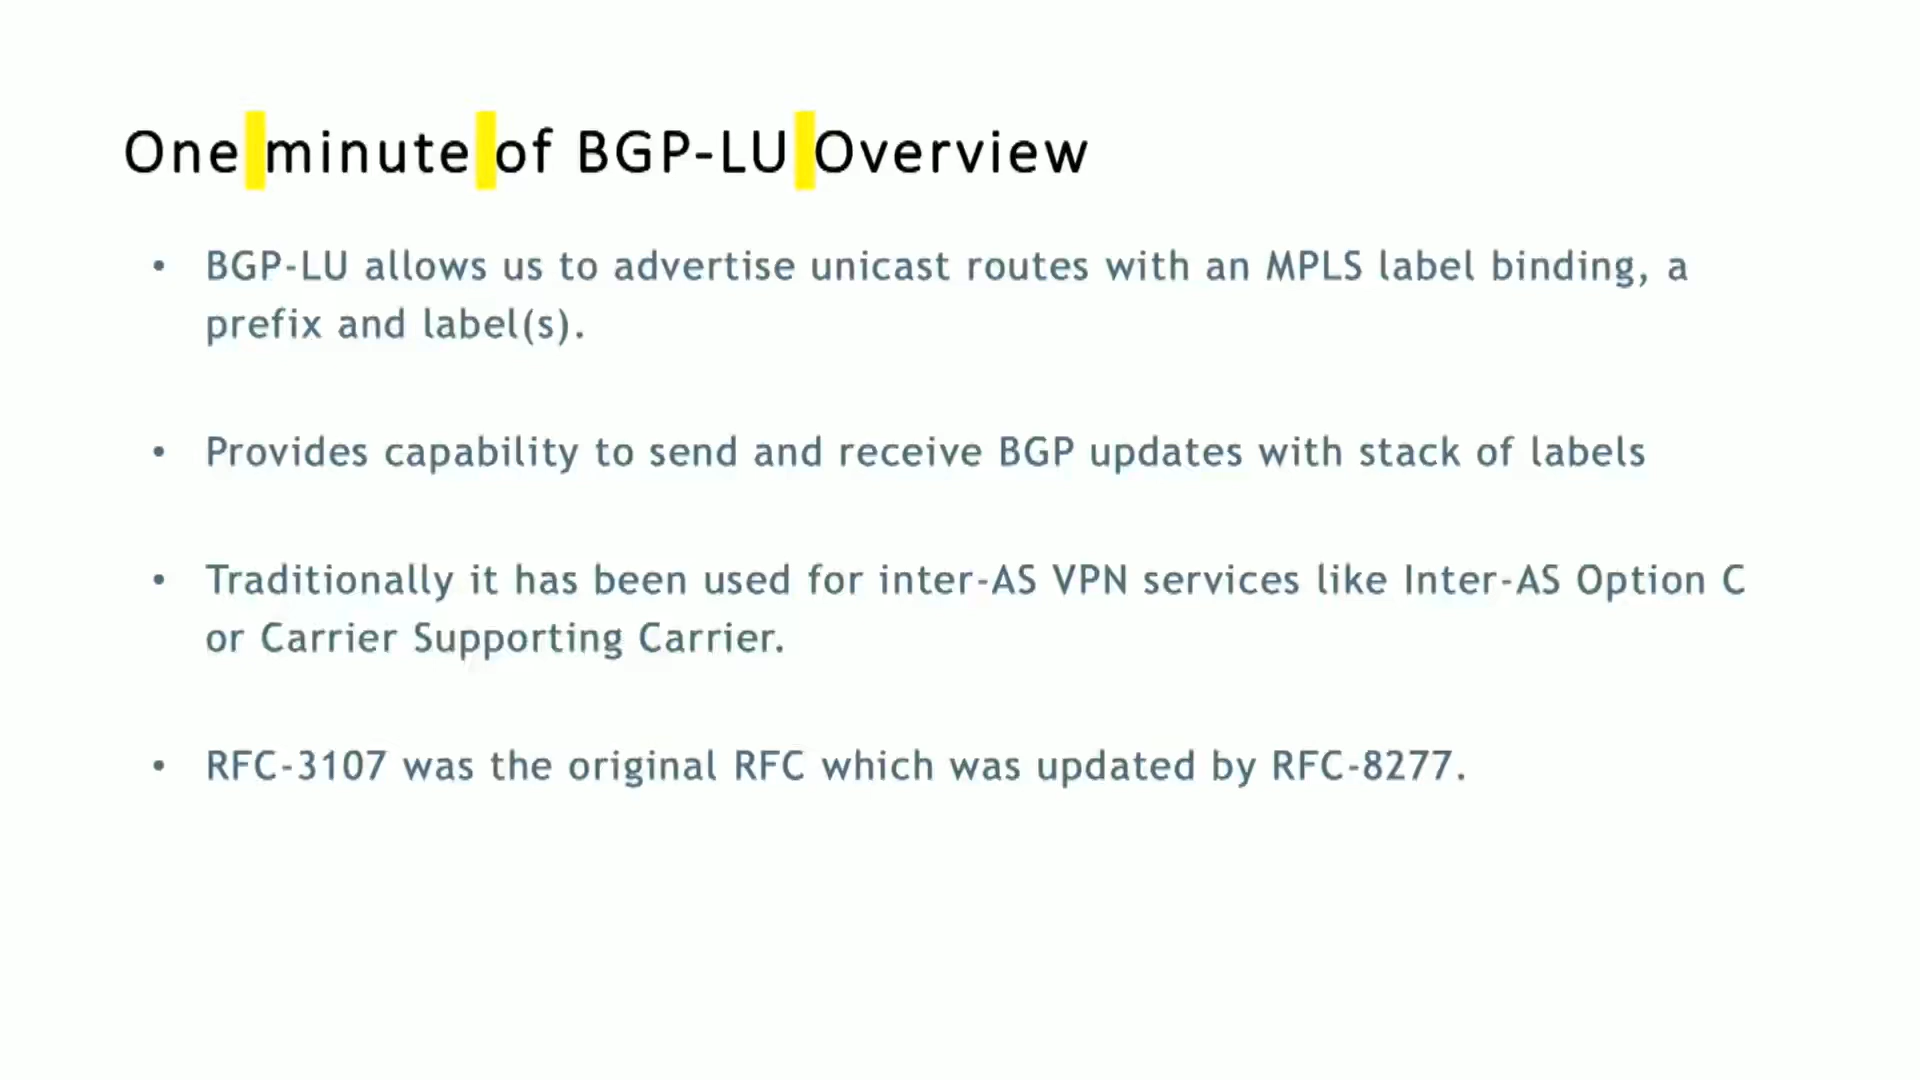 One minute of BGP-LU Overview
• BGP-LU allows us to advertise unicast routes with an MPLS label binding, a
prefix and label(s).
• Provides capability to send and receive BGP updates with stack of labels
• Traditionally it has been used for inter-AS VPN services like Inter-AS Option C
or Carrier Supporting Carrier.
• RFC-3107 was the original RFC which was updated by RFC-8277.